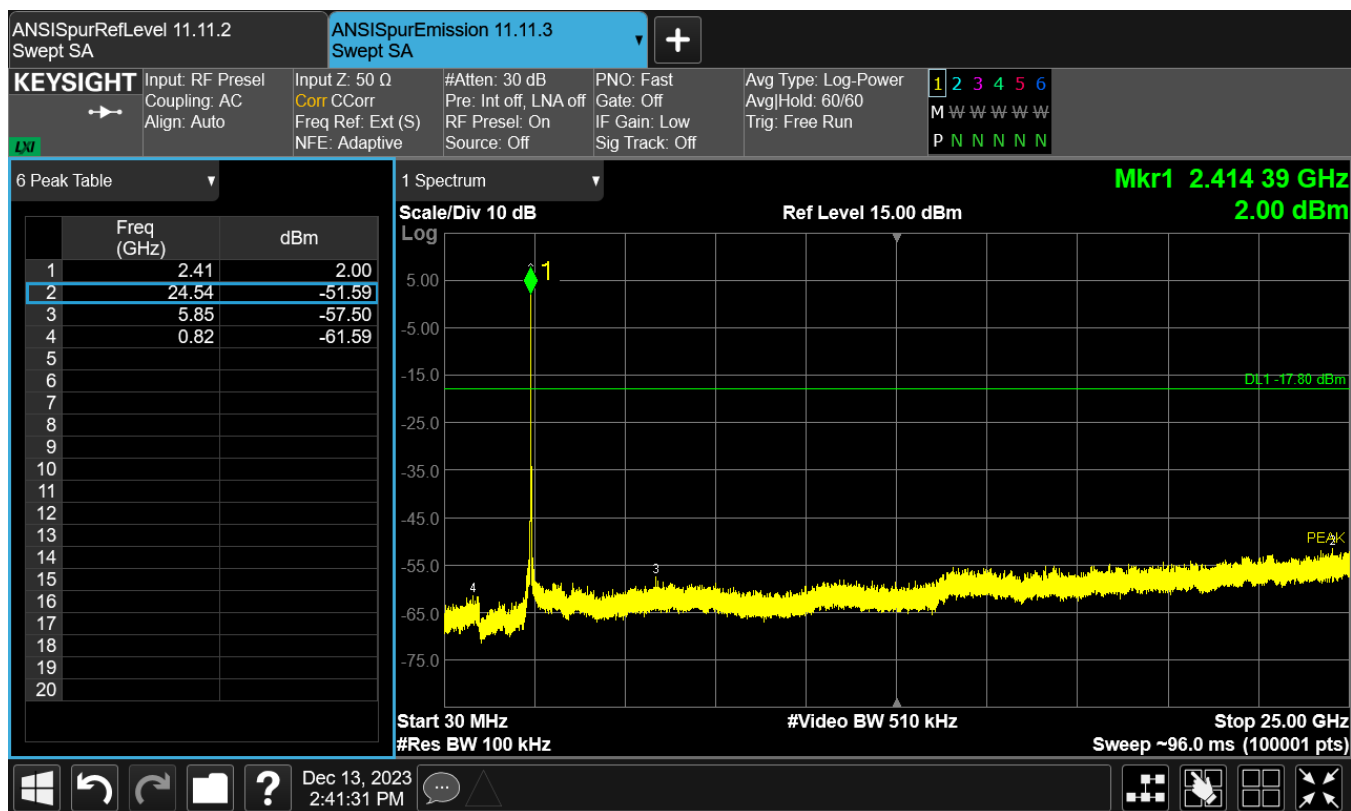 ANSISpurRefLevel 11.11.2
Swept SA
ANSISpurEmission 11.11.3
Swept SA
KEYSIGHT
LXI
Input: RF Presel
Coupling: AC
Align: Auto
Input Z: 50 Ω
Corr CCorr
Freq Ref: Ext (S)
NFE: Adaptive
#Atten: 30 dB
Pre: Int off, LNA off
RF Presel: On
Source: Off
PNO: Fast
Gate: Off
IF Gain: Low
Sig Track: Off
Avg Type: Log-Power
Avg|Hold: 60/60
Trig: Free Run
1 2 3 4 5 6
M W W W W W
P N N N N N
6 Peak Table
Freq (GHz) dBm
1 2.41 2.00
2 24.54 -51.59
3 5.85 -57.50
4 0.82 -61.59
5
6
7
8
9
10
11
12
13
14
15
16
17
18
19
20
1 Spectrum
Mkr1 2.414 39 GHz
2.00 dBm
Scale/Div 10 dB
Ref Level 15.00 dBm
Log
1
5.00
-5.00
-15.0
DL1 -17.80 dBm
-25.0
-35.0
-45.0
PEAK
2
-55.0
3
4
-65.0
-75.0
Start 30 MHz
#Video BW 510 kHz
Stop 25.00 GHz
#Res BW 100 kHz
Sweep ~96.0 ms (100001 pts)
?
Dec 13, 2023
2:41:31 PM